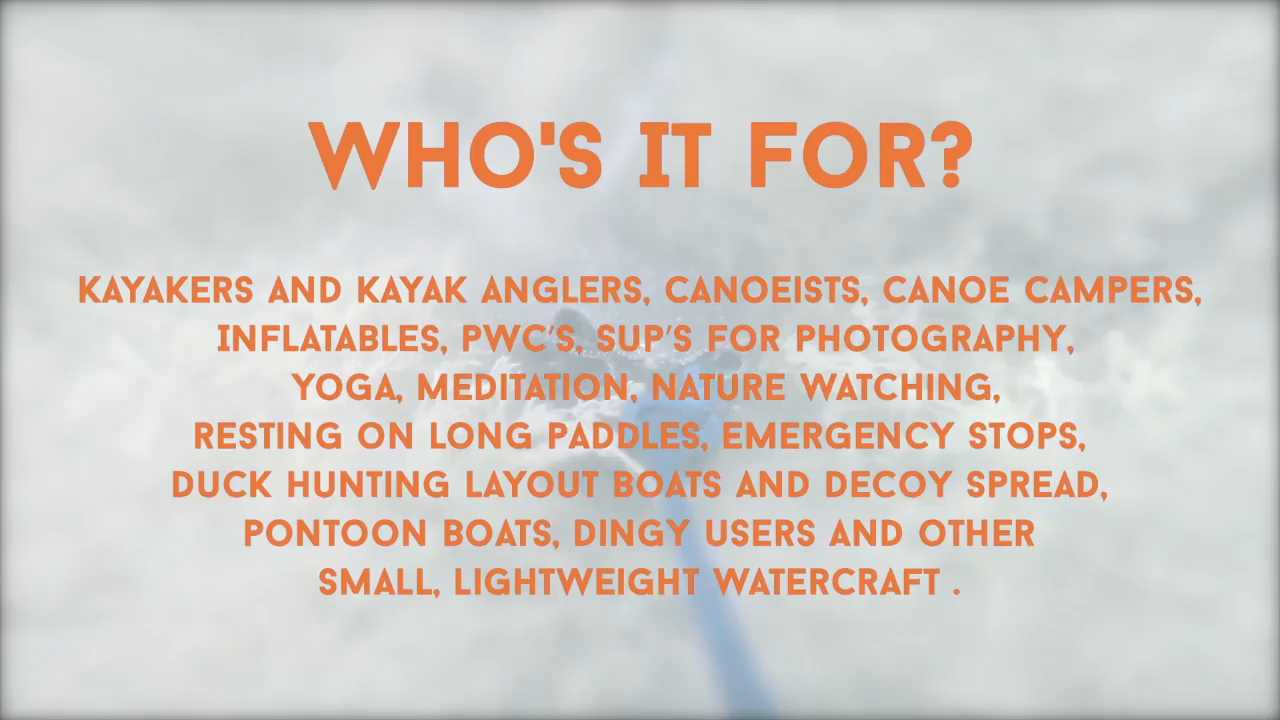 WHO'S IT FOR?
KAYAKERS AND KAYAK ANGLERS, CANOEISTS, CANOE CAMPERS,
INFLATABLES, PWC'S, SUP'S FOR PHOTOGRAPHY,
YOGA, MEDITATION, NATURE WATCHING,
RESTING ON LONG PADDLES, EMERGENCY STOPS,
DUCK HUNTING LAYOUT BOATS AND DECOY SPREAD,
PONTOON BOATS, DINGY USERS AND OTHER
SMALL, LIGHTWEIGHT WATERCRAFT .